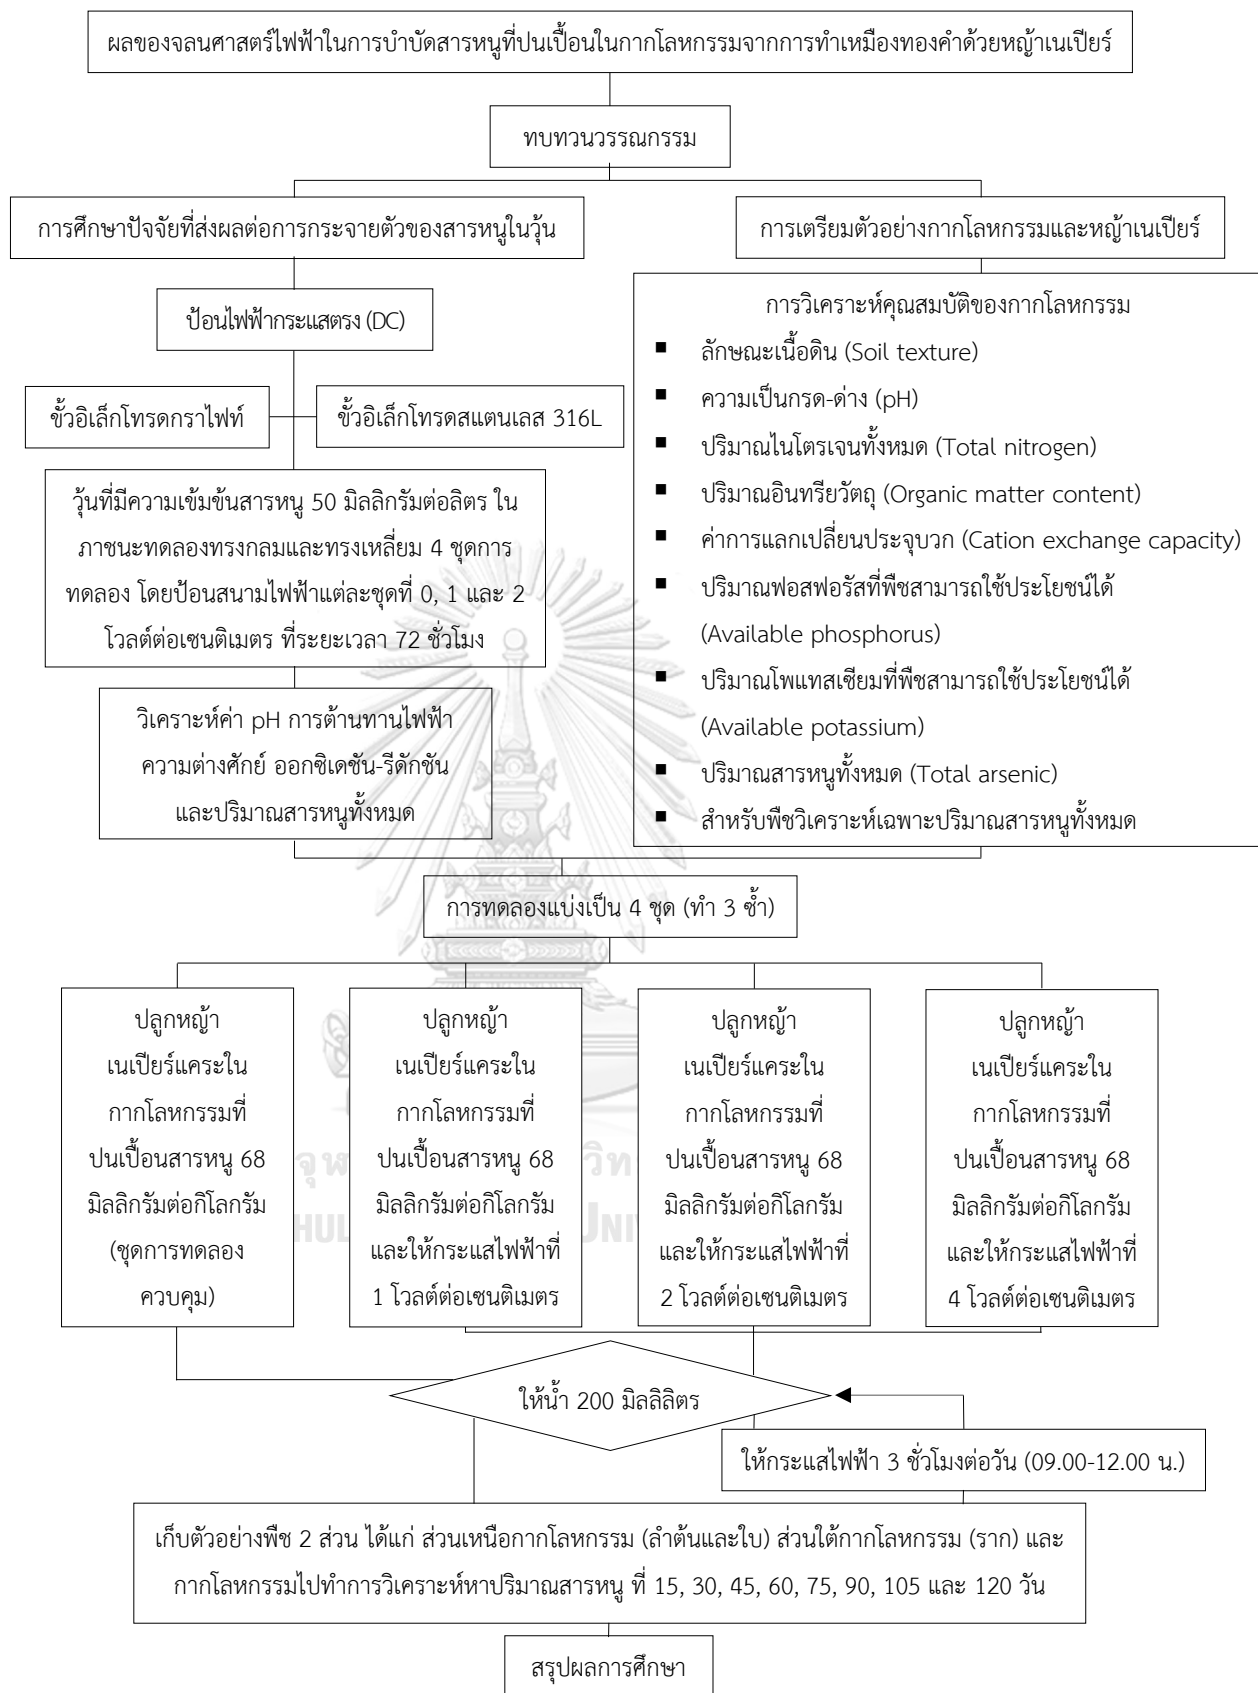 ผลของจลนศาสตร์ไฟฟ้าในการบำบัดสารหนูที่ปนเปื้อนในกากโลหกรรมจากการทำเหมืองทองคำด้วยหญ้าเนเปียร์
ทบทวนวรรณกรรม
การศึกษาปัจจัยที่ส่งผลต่อการกระจายตัวของสารหนูในวุ้น
ป้อนไฟฟ้ากระแสตรง (DC)
ขั้วอิเล็กโทรดกราไฟท์
ขั้วอิเล็กโทรดสแตนเลส 316L
วุ้นที่มีความเข้มข้นสารหนู 50 มิลลิกรัมต่อลิตร ใน
ภาชนะทดลองทรงกลมและทรงเหลี่ยม 4 ชุดการ
ทดลอง โดยป้อนสนามไฟฟ้าแต่ละชุดที่ 0, 1 และ 2
โวลต์ต่อเซนติเมตร ที่ระยะเวลา 72 ชั่วโมง
วิเคราะห์ค่า pH การต้านทานไฟฟ้า
ความต่างศักย์ ออกซิเดชัน-รีดักชัน
และปริมาณสารหนูทั้งหมด
การเตรียมตัวอย่างกากโลหกรรมและหญ้าเนเปียร์
การวิเคราะห์คุณสมบัติของกากโลหกรรม
▪ ลักษณะเนื้อดิน (Soil texture)
▪ ความเป็นกรด-ด่าง (pH)
▪ ปริมาณไนโตรเจนทั้งหมด (Total nitrogen)
▪ ปริมาณอินทรียวัตถุ (Organic matter content)
▪ ค่าการแลกเปลี่ยนประจุบวก (Cation exchange capacity)
▪ ปริมาณฟอสฟอรัสที่พืชสามารถใช้ประโยชน์ได้
(Available phosphorus)
▪ ปริมาณโพแทสเซียมที่พืชสามารถใช้ประโยชน์ได้
(Available potassium)
▪ ปริมาณสารหนูทั้งหมด (Total arsenic)
▪ สำหรับพืชวิเคราะห์เฉพาะปริมาณสารหนูทั้งหมด
การทดลองแบ่งเป็น 4 ชุด (ทำ 3 ซ้ำ)
ปลูกหญ้า
เนเปียร์แคระใน
กากโลหกรรมที่
ปนเปื้อนสารหนู 68
มิลลิกรัมต่อกิโลกรัม
(ชุดการทดลอง
ควบคุม)
ปลูกหญ้า
เนเปียร์แคระใน
กากโลหกรรมที่
ปนเปื้อนสารหนู 68
มิลลิกรัมต่อกิโลกรัม
และให้กระแสไฟฟ้าที่
1 โวลต์ต่อเซนติเมตร
ปลูกหญ้า
เนเปียร์แคระใน
กากโลหกรรมที่
ปนเปื้อนสารหนู 68
มิลลิกรัมต่อกิโลกรัม
และให้กระแสไฟฟ้าที่
2 โวลต์ต่อเซนติเมตร
ปลูกหญ้า
เนเปียร์แคระใน
กากโลหกรรมที่
ปนเปื้อนสารหนู 68
มิลลิกรัมต่อกิโลกรัม
และให้กระแสไฟฟ้าที่
4 โวลต์ต่อเซนติเมตร
ให้น้ำ 200 มิลลิลิตร
ให้กระแสไฟฟ้า 3 ชั่วโมงต่อวัน (09.00-12.00 น.)
เก็บตัวอย่างพืช 2 ส่วน ได้แก่ ส่วนเหนือกากโลหกรรม (ลำต้นและใบ) ส่วนใต้กากโลหกรรม (ราก) และ
กากโลหกรรมไปทำการวิเคราะห์หาปริมาณสารหนู ที่ 15, 30, 45, 60, 75, 90, 105 และ 120 วัน
สรุปผลการศึกษา